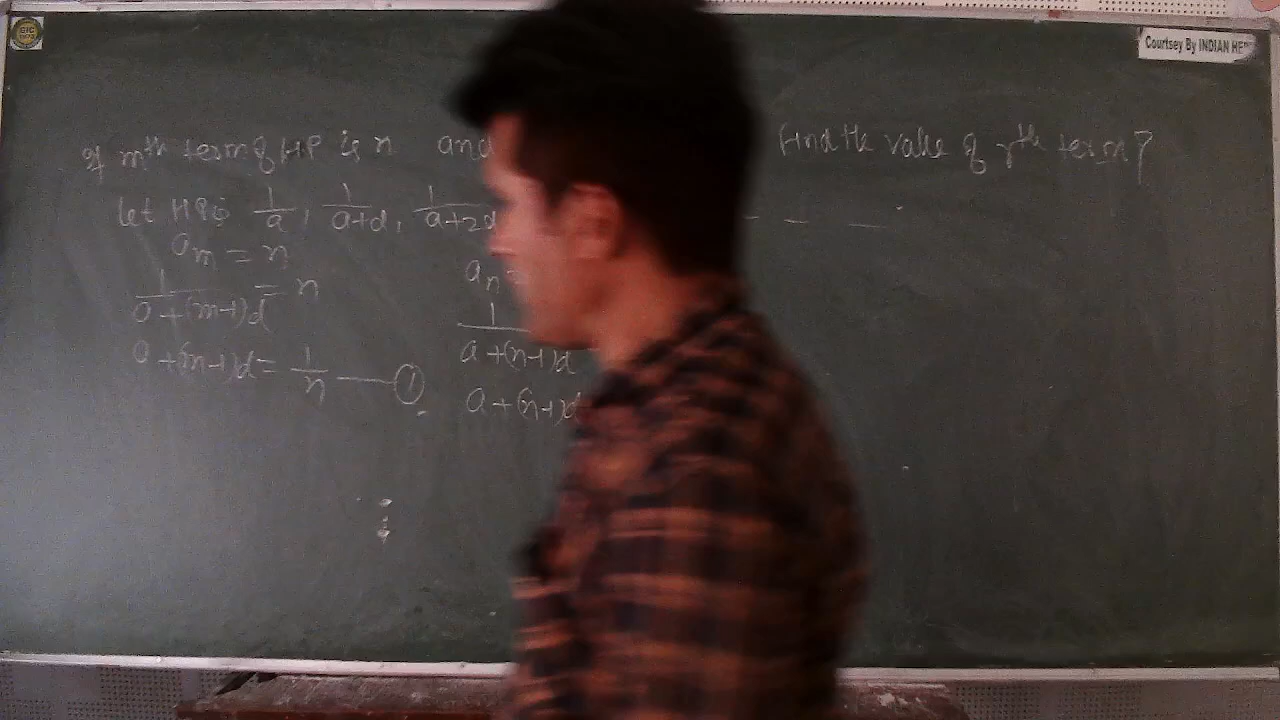 EIC
Courtsey By INDIAN HE
If mth term of HP is n and Find the value of rth term?
let HP is 1/a, 1/a+d, 1/a+2d - - -
am = n
an
1/a+(m-1)d = n
1/a+(n-1)d
a+(m-1)d = 1/n — ①
a+(n-1)d